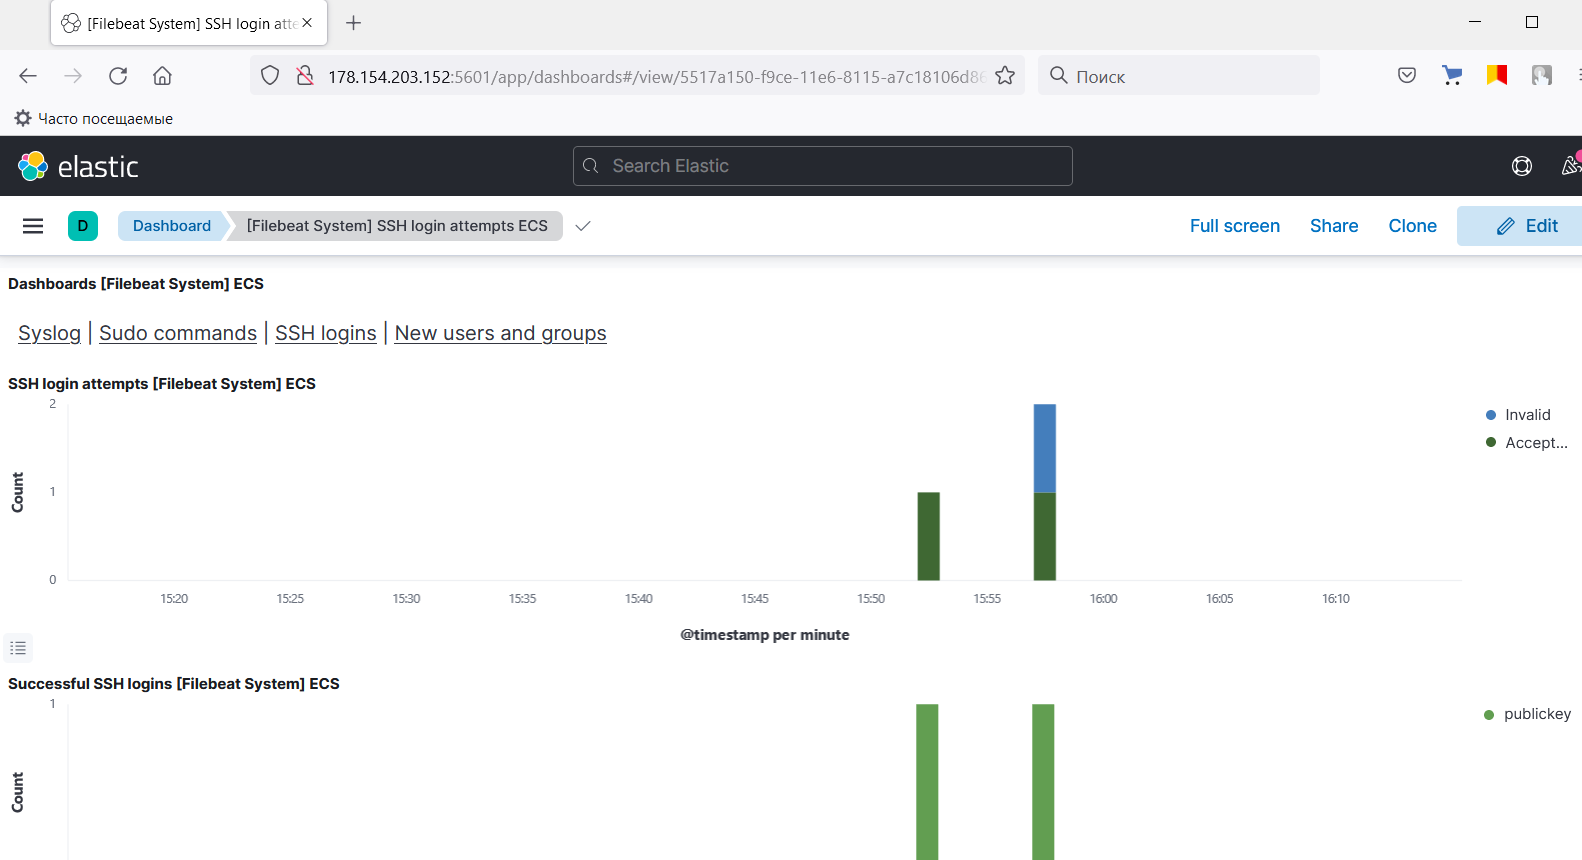 [Filebeat System] SSH login atte
178.154.203.152:5601/app/dashboards#/view/5517a150-f9ce-11e6-8115-a7c18106d86
Поиск
Часто посещаемые
elastic
Search Elastic
D
Dashboard
[Filebeat System] SSH login attempts ECS
Full screen
Share
Clone
Edit
Dashboards [Filebeat System] ECS
Syslog | Sudo commands | SSH logins | New users and groups
SSH login attempts [Filebeat System] ECS
2
1
0
Count
15:20 15:25 15:30 15:35 15:40 15:45 15:50 15:55 16:00 16:05 16:10
@timestamp per minute
Invalid
Accept...
Successful SSH logins [Filebeat System] ECS
1
Count
publickey